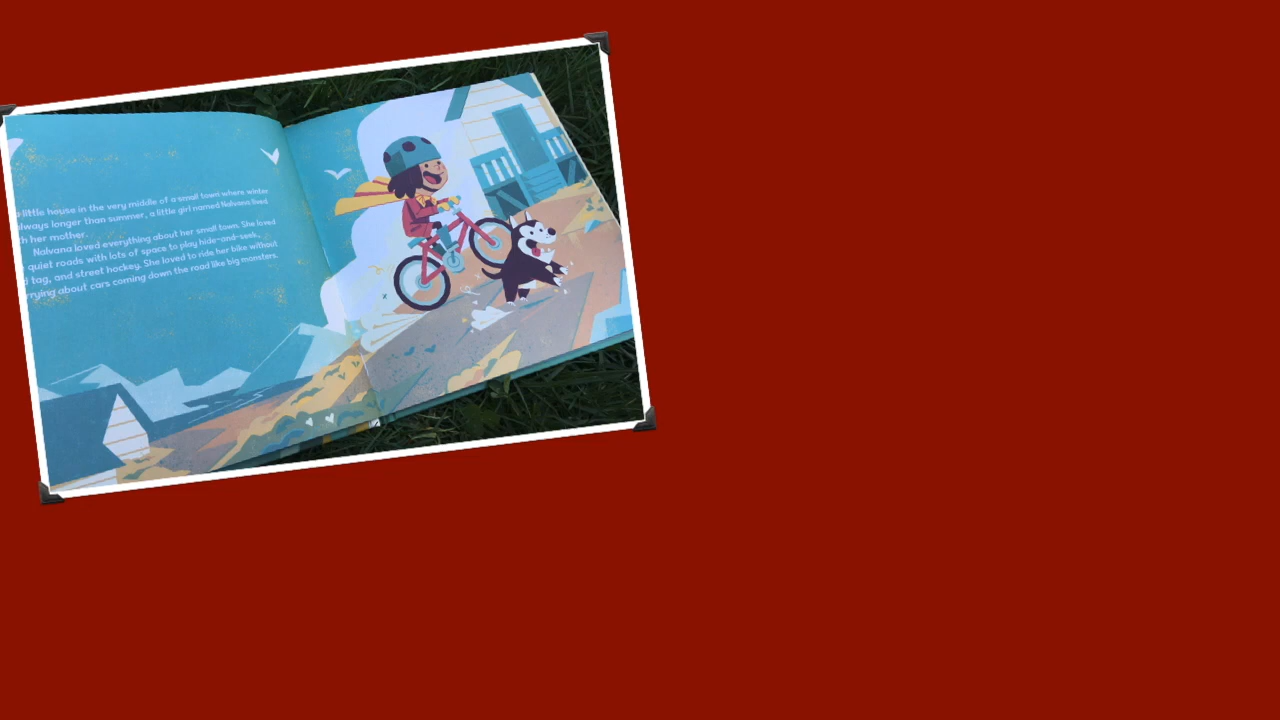 little house in the very middle of a small town where winter
always longer than summer, a little girl named Nalvana lived
her mother.
Nalvana loved everything about her small town. She loved
quiet roads with lots of space to play hide-and-seek,
tag, and street hockey. She loved to ride her bike without
about cars coming down the road like big monsters.